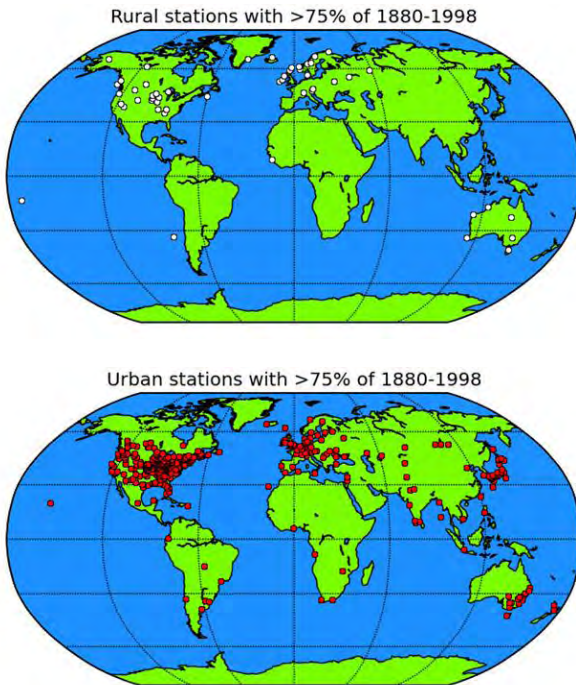 Rural stations with >75% of 1880-1998
Urban stations with >75% of 1880-1998